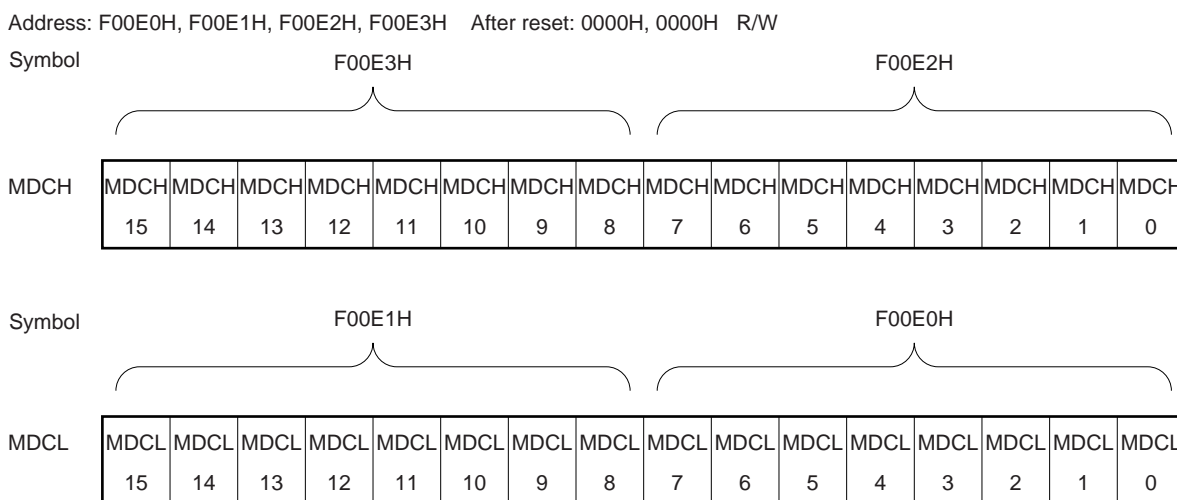 Address: F00E0H, F00E1H, F00E2H, F00E3H After reset: 0000H, 0000H R/W
Symbol F00E3H F00E2H
MDCH MDCH MDCH MDCH MDCH MDCH MDCH MDCH MDCH MDCH MDCH MDCH MDCH MDCH MDCH MDCH MDCH
15 14 13 12 11 10 9 8 7 6 5 4 3 2 1 0
Symbol F00E1H F00E0H
MDCL MDCL MDCL MDCL MDCL MDCL MDCL MDCL MDCL MDCL MDCL MDCL MDCL MDCL MDCL MDCL MDCL
15 14 13 12 11 10 9 8 7 6 5 4 3 2 1 0